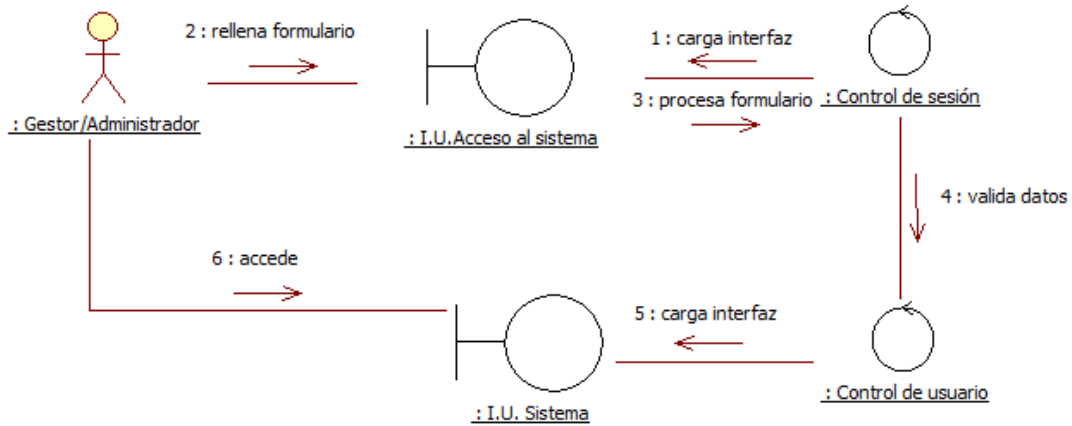 2 : rellena formulario
1 : carga interfaz
3 : procesa formulario
: Control de sesión
: Gestor/Administrador
: I.U.Acceso al sistema
4 : valida datos
6 : accede
5 : carga interfaz
: Control de usuario
: I.U. Sistema